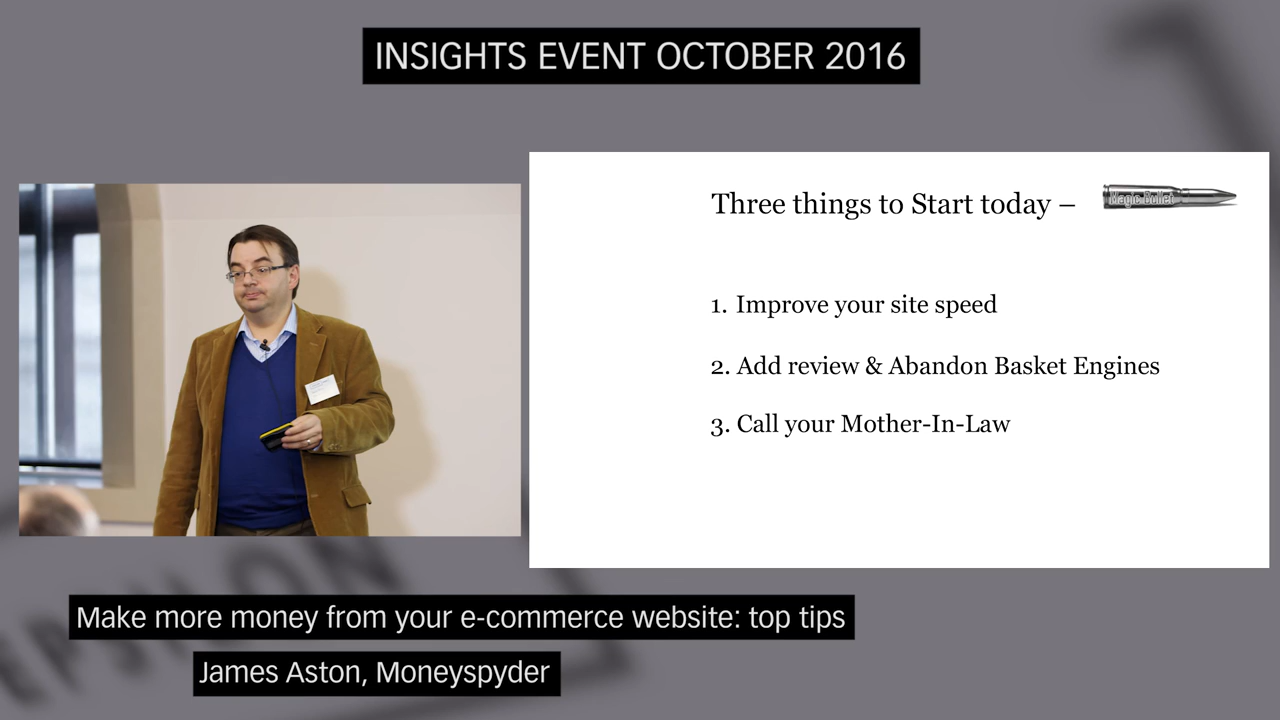 INSIGHTS EVENT OCTOBER 2016
Three things to Start today –
Magic Bullet
1. Improve your site speed
2. Add review & Abandon Basket Engines
3. Call your Mother-In-Law
EPSILON
Make more money from your e-commerce website: top tips
James Aston, Moneyspyder